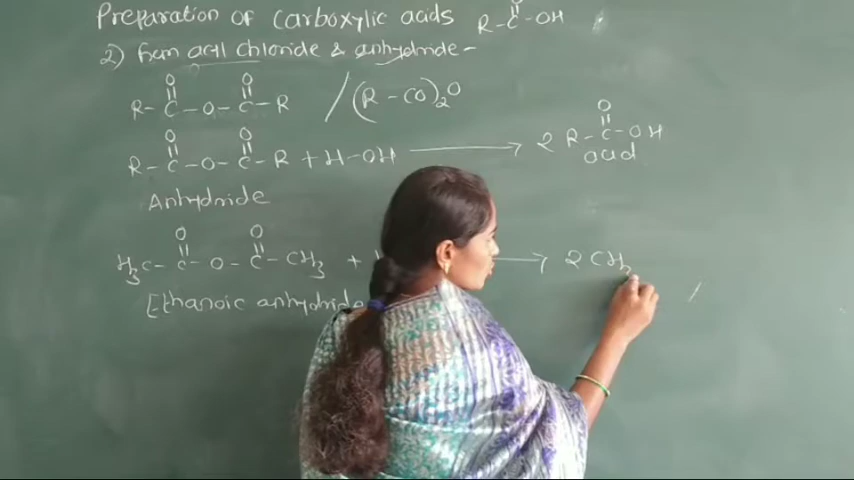 Preparation of carboxylic acids R-C-OH
2) from acyl chloride & anhydride -
O O
R-C-O-C-R / (R-CO)2O
O O O
R-C-O-C-R + H-OH → 2 R-C-OH
Anhydride acid
O O
H3C-C-O-C-CH3 + → 2 CH3
Ethanoic anhydride